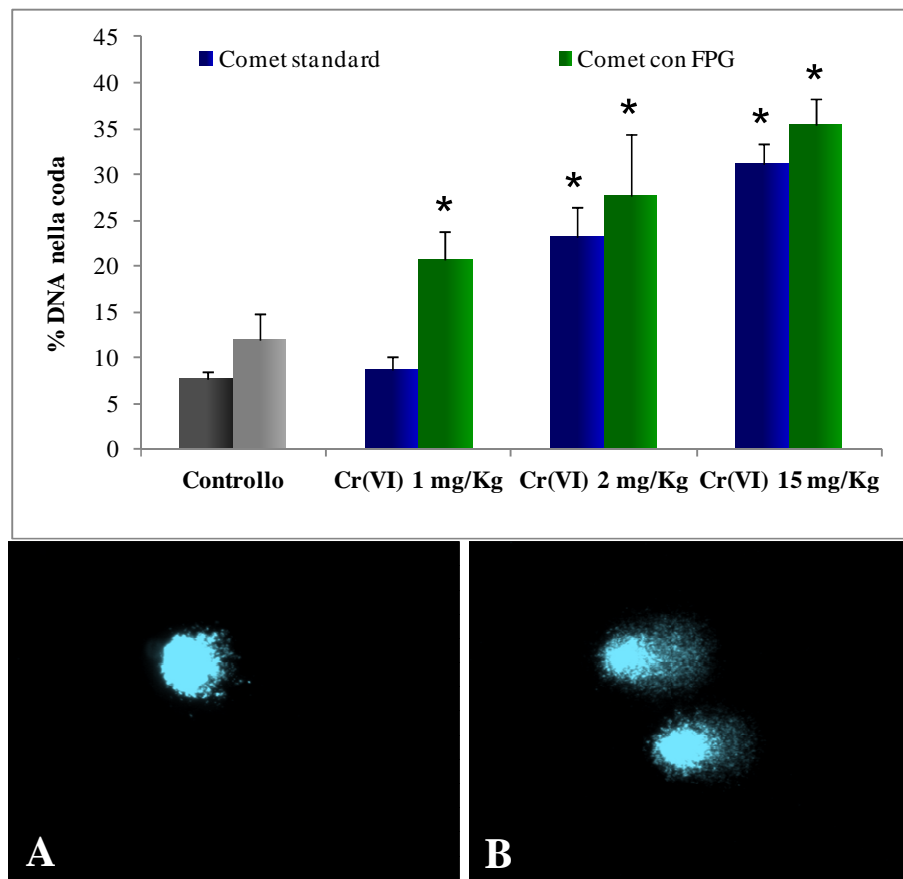 45
Comet standard
Comet con FPG
40
35
30
25
20
15
10
5
0
% DNA nella coda
* * * * *
Controllo
Cr(VI) 1 mg/Kg
Cr(VI) 2 mg/Kg
Cr(VI) 15 mg/Kg
A
B